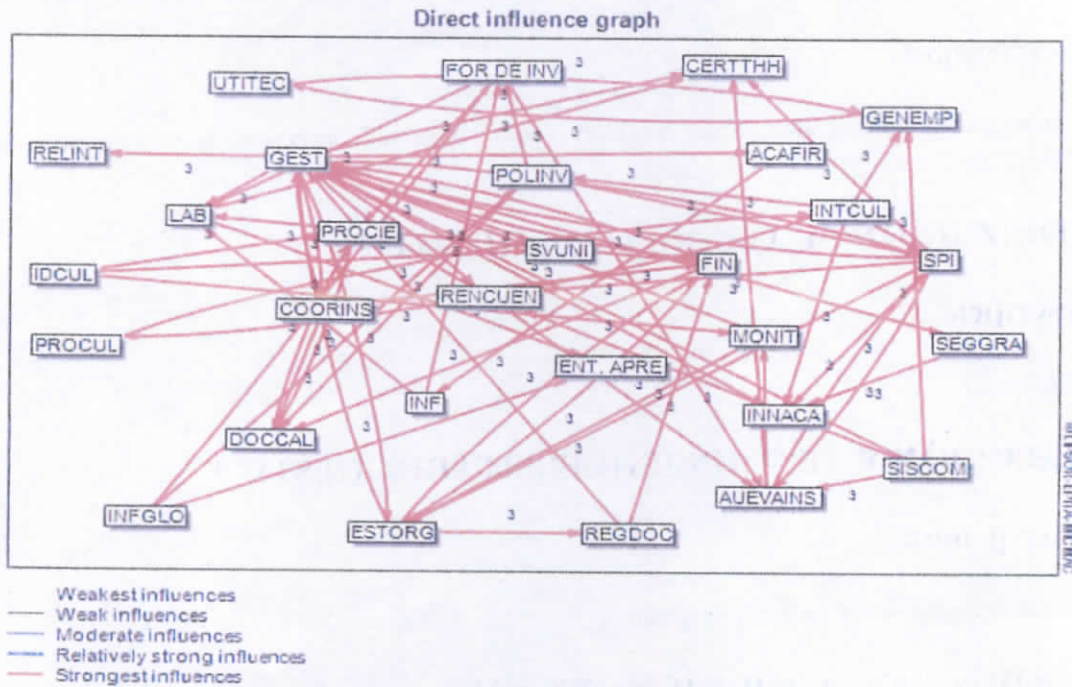 Direct influence graph
FOR DE INV
CERTTHH
UTITEC
GENEMP
RELINT
GEST
ACAFIR
POLINV
LAB
INTCUL
PROCIE
SVUNI
FIN
SPI
IDCUL
RENCUEN
COORINS
PROCUL
MONIT
SEGGRA
ENT. APRE
INF
INNACA
DOCCAL
SISCOM
AUEVAINS
INFGLO
ESTORG
REGDOC
3
Weakest influences
Weak influences
Moderate influences
Relatively strong influences
Strongest influences